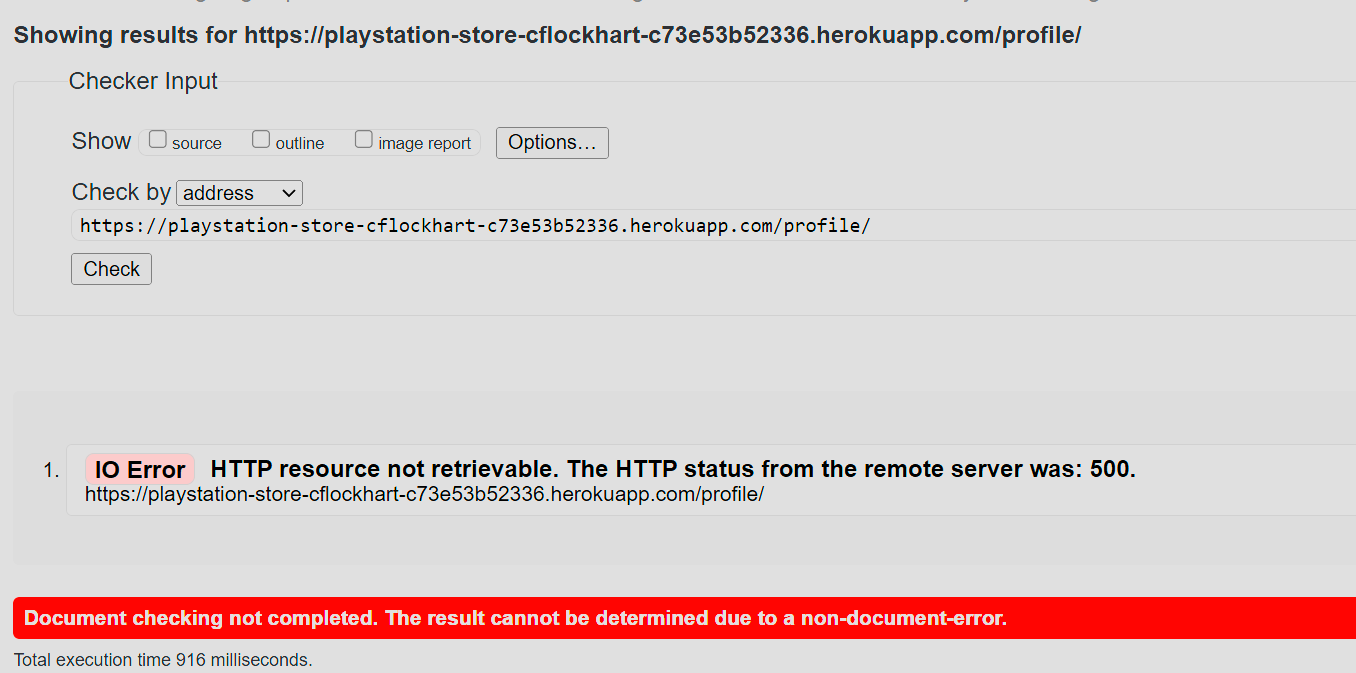 Showing results for https://playstation-store-cflockhart-c73e53b52336.herokuapp.com/profile/
Checker Input
Show source outline image report Options...
Check by address
https://playstation-store-cflockhart-c73e53b52336.herokuapp.com/profile/
Check
1. IO Error HTTP resource not retrievable. The HTTP status from the remote server was: 500.
https://playstation-store-cflockhart-c73e53b52336.herokuapp.com/profile/
Document checking not completed. The result cannot be determined due to a non-document-error.
Total execution time 916 milliseconds.